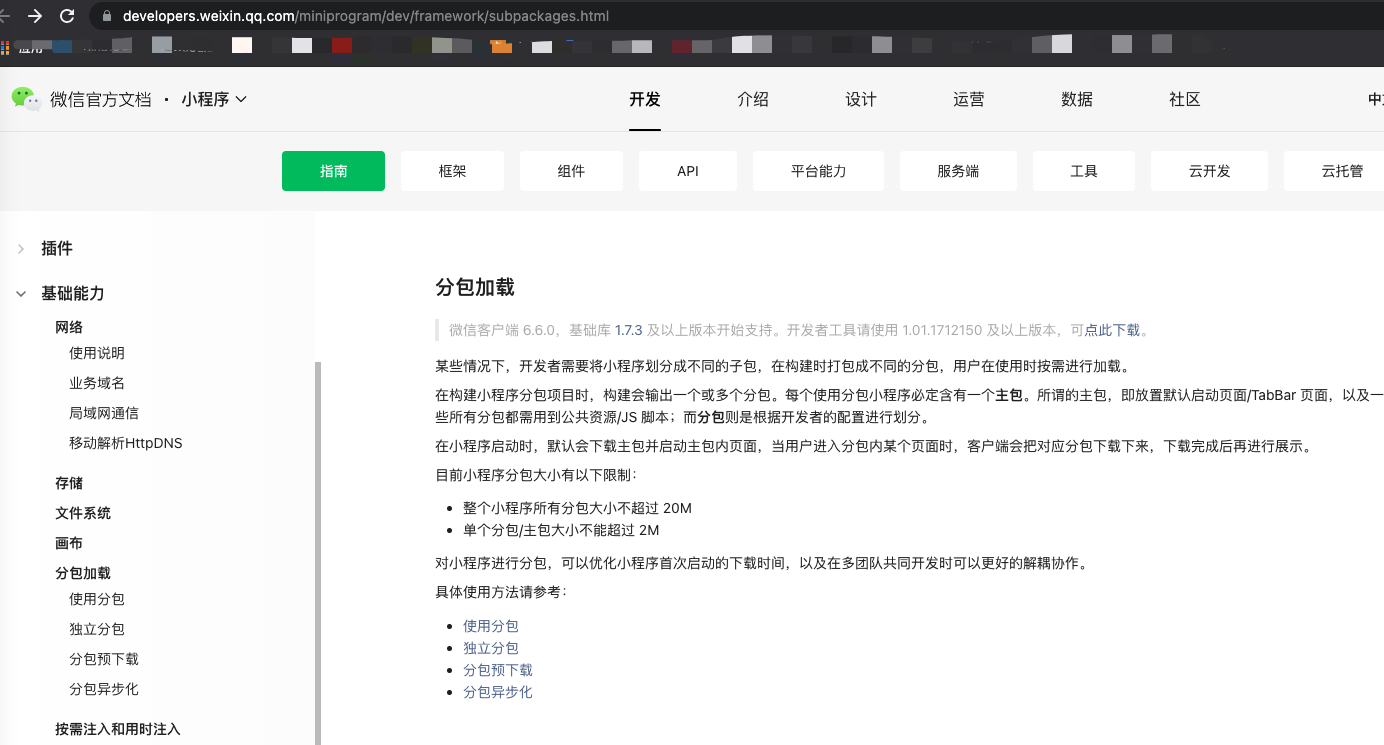 developers.weixin.qq.com/miniprogram/dev/framework/subpackages.html
微信官方文档 · 小程序
开发 介绍 设计 运营 数据 社区
指南 框架 组件 API 平台能力 服务端 工具 云开发 云托管
插件
基础能力
网络
使用说明
业务域名
局域网通信
移动解析HttpDNS
存储
文件系统
画布
分包加载
使用分包
独立分包
分包预下载
分包异步化
按需注入和用时注入
分包加载
微信客户端 6.6.0，基础库 1.7.3 及以上版本开始支持。开发者工具请使用 1.01.1712150 及以上版本，可点此下载。
某些情况下，开发者需要将小程序划分成不同的子包，在构建时打包成不同的分包，用户在使用时按需进行加载。
在构建小程序分包项目时，构建会输出一个或多个分包。每个使用分包小程序必定含有一个主包。所谓的主包，即放置默认启动页面/TabBar 页面，以及一
些所有分包都需用到公共资源/JS 脚本；而分包则是根据开发者的配置进行划分。
在小程序启动时，默认会下载主包并启动主包内页面，当用户进入分包内某个页面时，客户端会把对应分包下载下来，下载完成后再进行展示。
目前小程序分包大小有以下限制：
• 整个小程序所有分包大小不超过 20M
• 单个分包/主包大小不能超过 2M
对小程序进行分包，可以优化小程序首次启动的下载时间，以及在多团队共同开发时可以更好的解耦协作。
具体使用方法请参考：
• 使用分包
• 独立分包
• 分包预下载
• 分包异步化